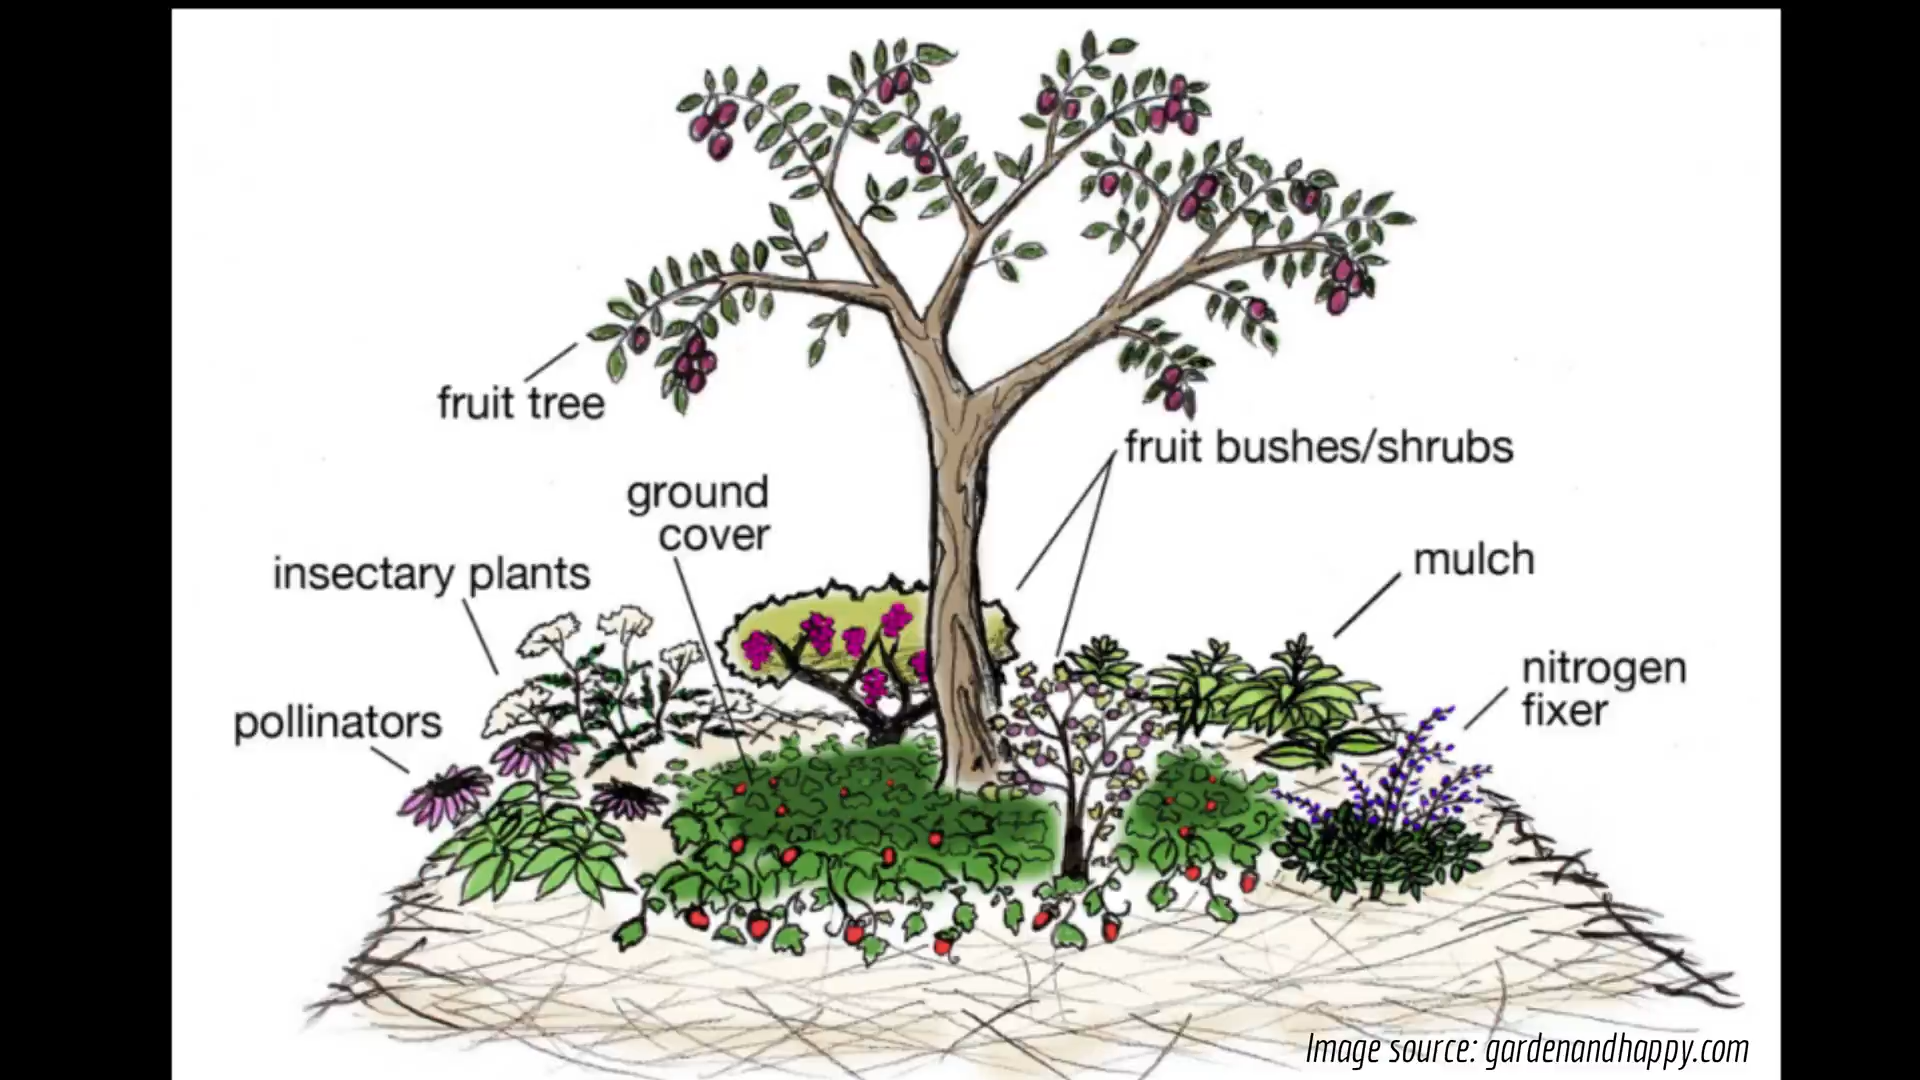 fruit tree
fruit bushes/shrubs
ground
cover
insectary plants
mulch
nitrogen
fixer
pollinators
Image source: gardenandhappy.com